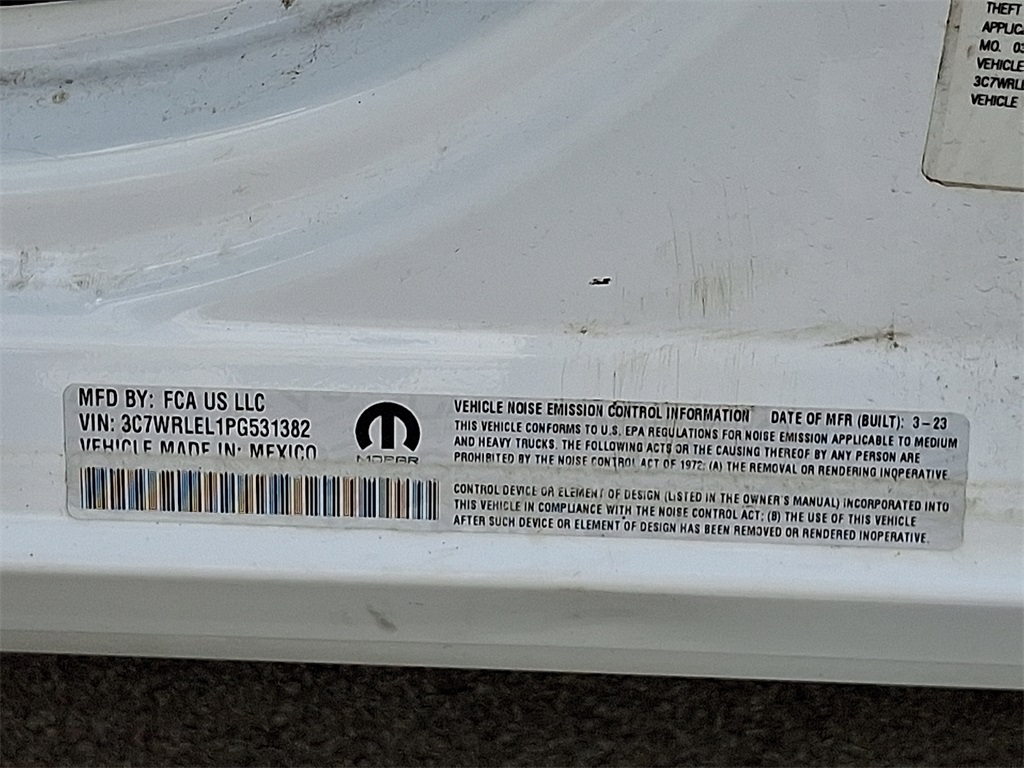 THEFT
APPLICA
MO. 03
VEHICLE
3C7WRLE
VEHICLE
MFD BY: FCA US LLC
VIN: 3C7WRLEL1PG531382
VEHICLE MADE IN: MEXICO
MOPAR
VEHICLE NOISE EMISSION CONTROL INFORMATION DATE OF MFR (BUILT): 3-23
THIS VEHICLE CONFORMS TO U.S. EPA REGULATIONS FOR NOISE EMISSION APPLICABLE TO MEDIUM
AND HEAVY TRUCKS. THE FOLLOWING ACTS OR THE CAUSING THEREOF BY ANY PERSON ARE
PROHIBITED BY THE NOISE CONTROL ACT OF 1972: (A) THE REMOVAL OR RENDERING INOPERATIVE
CONTROL DEVICE OR ELEMENT OF DESIGN (LISTED IN THE OWNER'S MANUAL) INCORPORATED INTO
THIS VEHICLE IN COMPLIANCE WITH THE NOISE CONTROL ACT; (B) THE USE OF THIS VEHICLE
AFTER SUCH DEVICE OR ELEMENT OF DESIGN HAS BEEN REMOVED OR RENDERED INOPERATIVE.